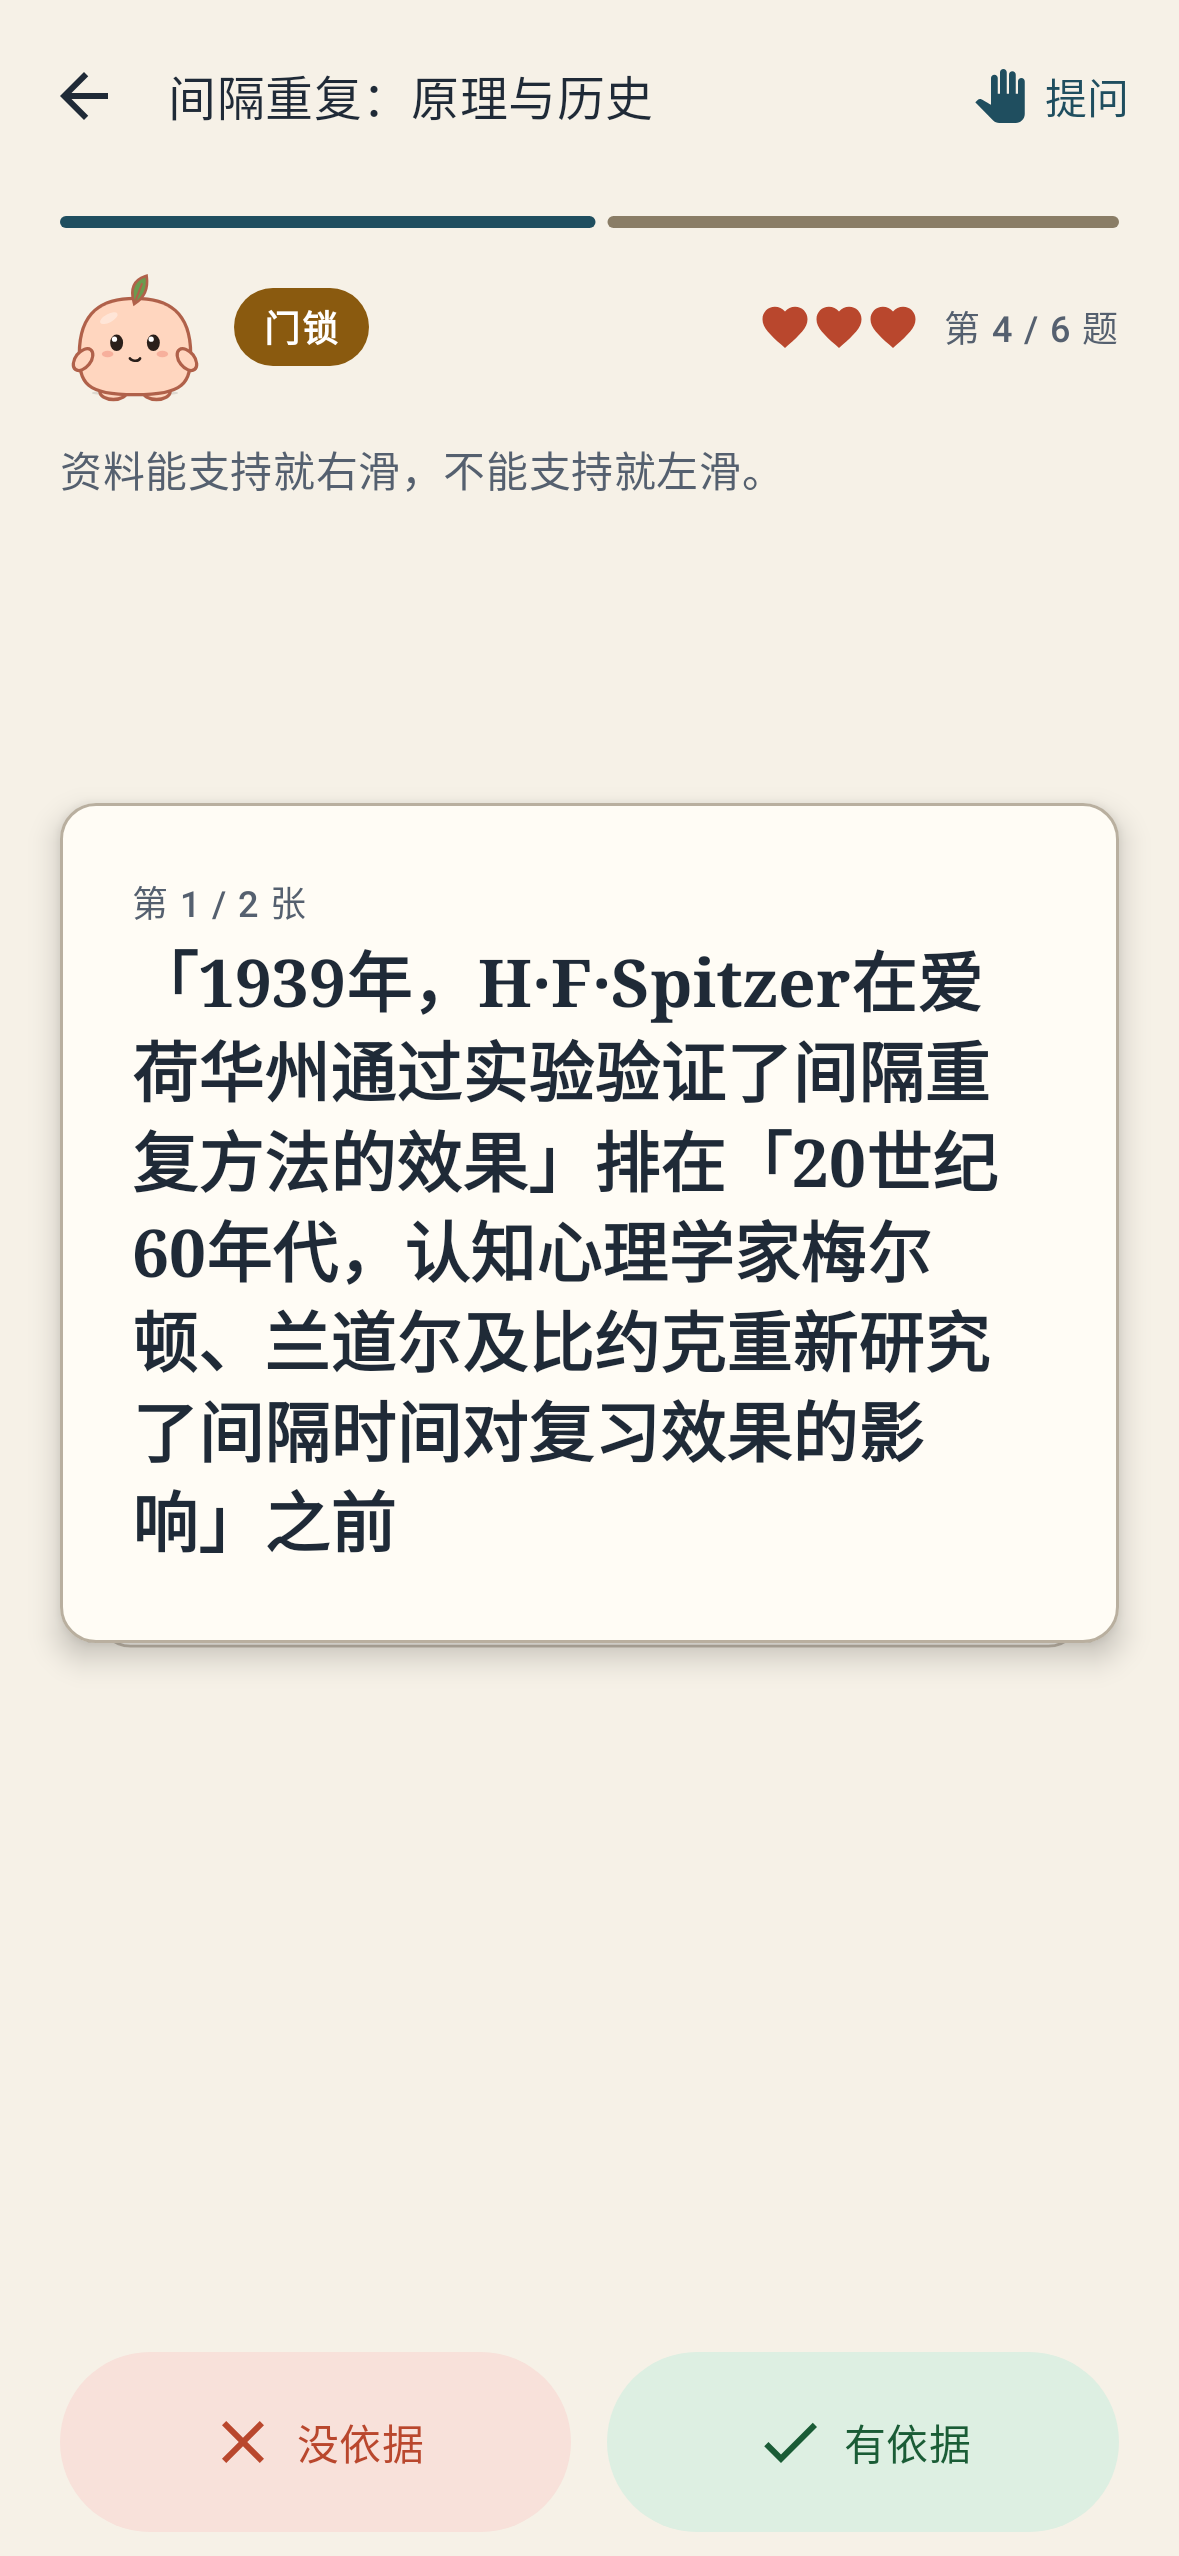 间隔重复：原理与历史
提问
门锁
第 4 / 6 题
资料能支持就右滑，不能支持就左滑。
第 1 / 2 张
「1939年，H·F·Spitzer在爱
荷华州通过实验验证了间隔重
复方法的效果」排在「20世纪
60年代，认知心理学家梅尔
顿、兰道尔及比约克重新研究
了间隔时间对复习效果的影
响」之前
没依据
有依据